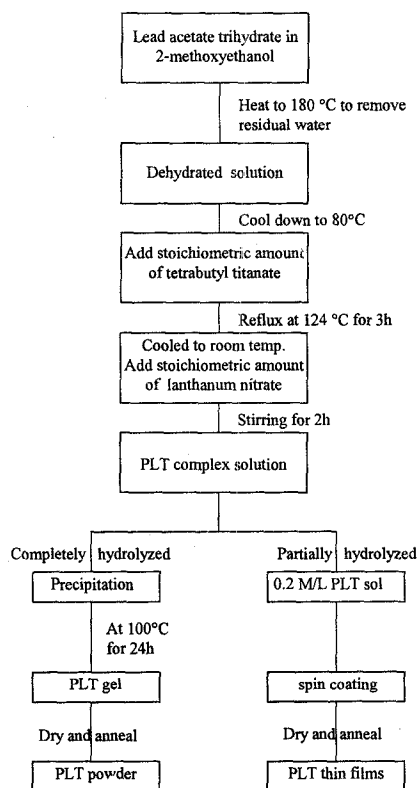 Lead acetate trihydrate in
2-methoxyethanol
Heat to 180 °C to remove
residual water
Dehydrated solution
Cool down to 80°C
Add stoichiometric amount
of tetrabutyl titanate
Reflux at 124 °C for 3h
Cooled to room temp.
Add stoichiometric amount
of lanthanum nitrate
Stirring for 2h
PLT complex solution
Completely hydrolyzed
Partially hydrolyzed
Precipitation
0.2 M/L PLT sol
At 100°C
for 24h
PLT gel
spin coating
Dry and anneal
Dry and anneal
PLT powder
PLT thin films